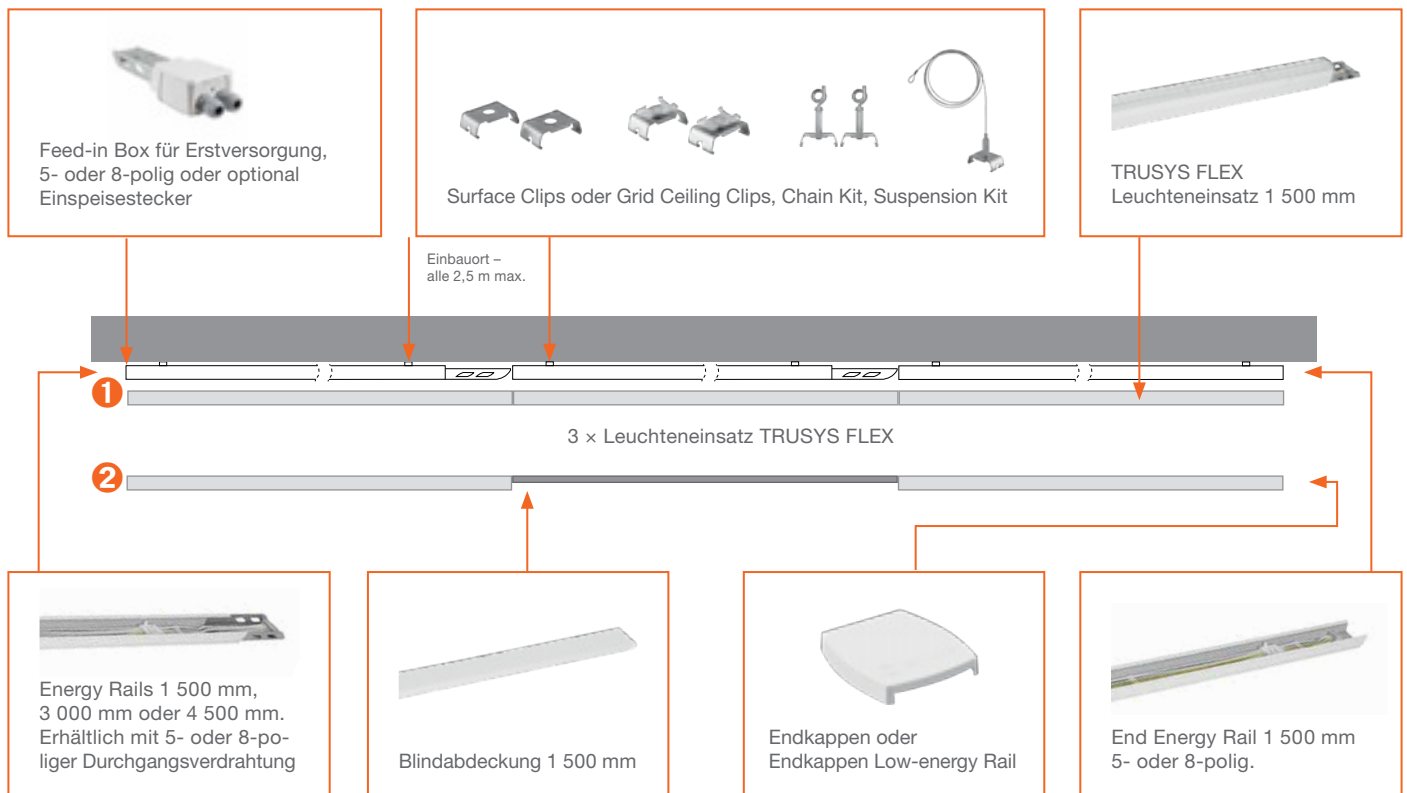 Feed-in Box für Erstversorgung,
5- oder 8-polig oder optional
Einspeisestecker
Surface Clips oder Grid Ceiling Clips, Chain Kit, Suspension Kit
TRUSYS FLEX
Leuchteneinsatz 1 500 mm
Einbauort –
alle 2,5 m max.
1
3 × Leuchteneinsatz TRUSYS FLEX
2
Energy Rails 1 500 mm,
3 000 mm oder 4 500 mm.
Erhältlich mit 5- oder 8-po-
liger Durchgangsverdrahtung
Blindabdeckung 1 500 mm
Endkappen oder
Endkappen Low-energy Rail
End Energy Rail 1 500 mm
5- oder 8-polig.